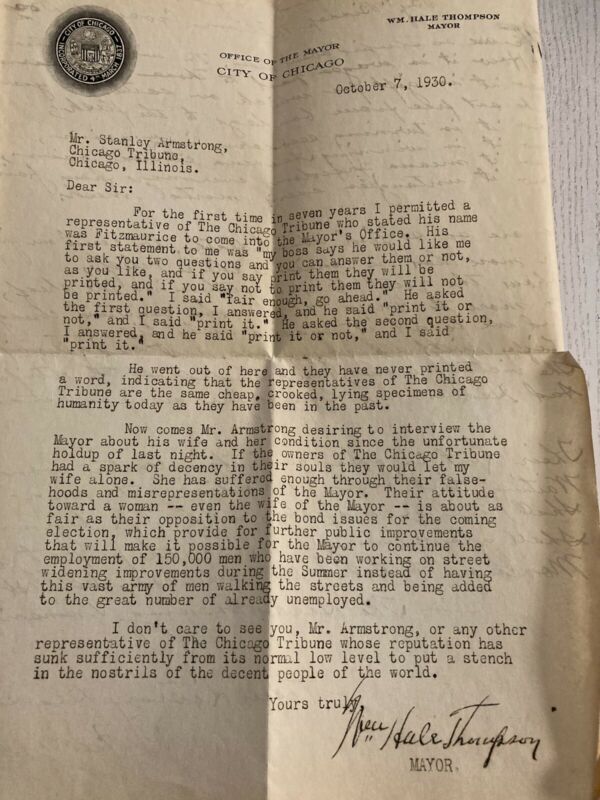 CITY OF CHICAGO
INCORPORATED 4TH MARCH 1837
WM. HALE THOMPSON
MAYOR
OFFICE OF THE MAYOR
CITY OF CHICAGO
October 7, 1930.
Mr. Stanley Armstrong,
Chicago Tribune,
Chicago, Illinois.
Dear Sir:
For the first time in seven years I permitted a
representative of The Chicago Tribune who stated his name
was Fitzmaurice to come into the Mayor's Office. His
first statement to me was "my boss says he would like me
to ask you two questions and you can answer them or not,
as you like, and if you say print them they will be
printed, and if you say not to print them they will not
be printed." I said "fair enough, go ahead." He asked
the first question, I answered, and he said "print it or
not," and I said "print it." He asked the second question,
I answered, and he said "print it or not," and I said
"print it."
He went out of here and they have never printed
a word, indicating that the representatives of The Chicago
Tribune are the same cheap, crooked, lying specimens of
humanity today as they have been in the past.
Now comes Mr. Armstrong desiring to interview the
Mayor about his wife and her condition since the unfortunate
holdup of last night. If the owners of The Chicago Tribune
had a spark of decency in their souls they would let my
wife alone. She has suffered enough through their false-
hoods and misrepresentations of the Mayor. Their attitude
toward a woman -- even the wife of the Mayor -- is about as
fair as their opposition to the bond issues for the coming
election, which provide for further public improvements
that will make it possible for the Mayor to continue the
employment of 150,000 men who have been working on street
widening improvements during the Summer instead of having
this vast army of men walking the streets and being added
to the great number of already unemployed.
I don't care to see you, Mr. Armstrong, or any other
representative of The Chicago Tribune whose reputation has
sunk sufficiently from its normal low level to put a stench
in the nostrils of the decent people of the world.
Yours truly,
Wm Hale Thompson
MAYOR.